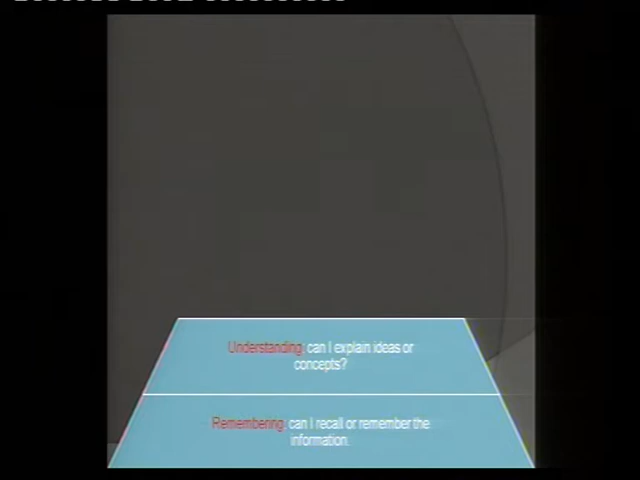 Understanding: can I explain ideas or
concepts?
Remembering: can I recall or remember the
information.